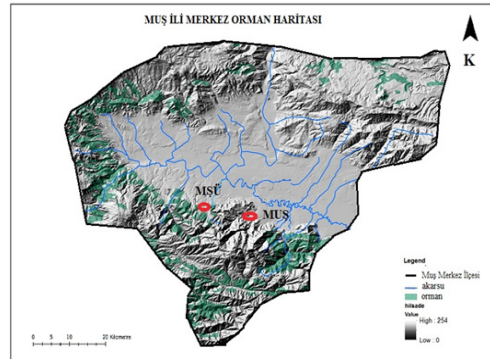 MUŞ İLİ MERKEZ ORMAN HARİTASI
K
MŞÜ
MUŞ
Legend
Muş Merkez İlçesi
akarsu
orman
hilsade
Value
High : 254
Low : 0
0 5 10 20 Kilometre